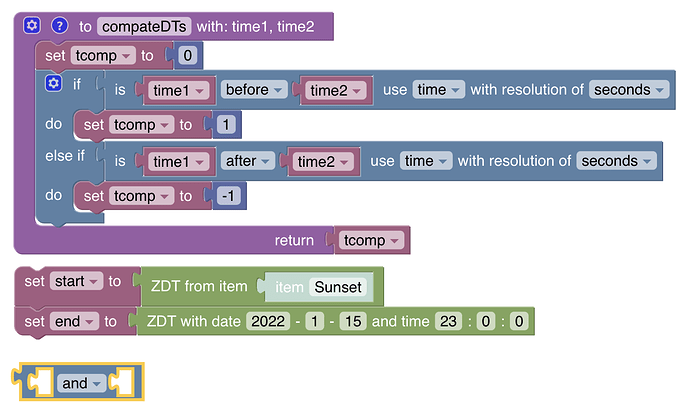 ? to compateDTs with: time1, time2
set tcomp to 0
if is time1 before time2 use time with resolution of seconds
do set tcomp to 1
else if is time1 after time2 use time with resolution of seconds
do set tcomp to -1
return tcomp
set start to ZDT from item item Sunset
set end to ZDT with date 2022 - 1 - 15 and time 23 : 0 : 0
and